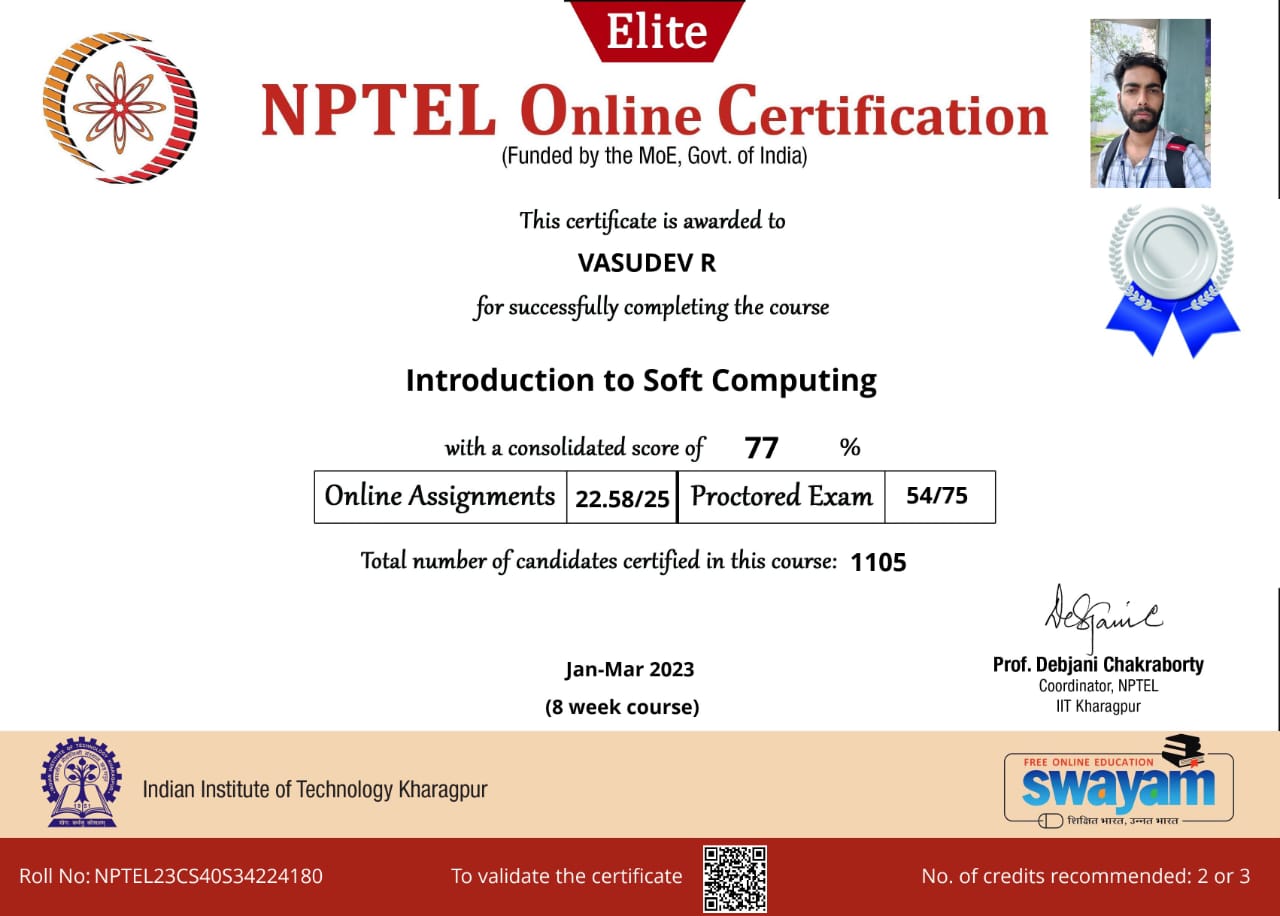 Elite
NPTEL Online Certification
(Funded by the MoE, Govt. of India)
This certificate is awarded to
VASUDEV R
for successfully completing the course
Introduction to Soft Computing
with a consolidated score of 77 %
Online Assignments 22.58/25 Proctored Exam 54/75
Total number of candidates certified in this course: 1105
Jan-Mar 2023
(8 week course)
Prof. Debjani Chakraborty
Coordinator, NPTEL
IIT Kharagpur
Indian Institute of Technology Kharagpur
FREE ONLINE EDUCATION
swayam
शिक्षित भारत, उन्नत भारत
Roll No: NPTEL23CS40S34224180
To validate the certificate
No. of credits recommended: 2 or 3